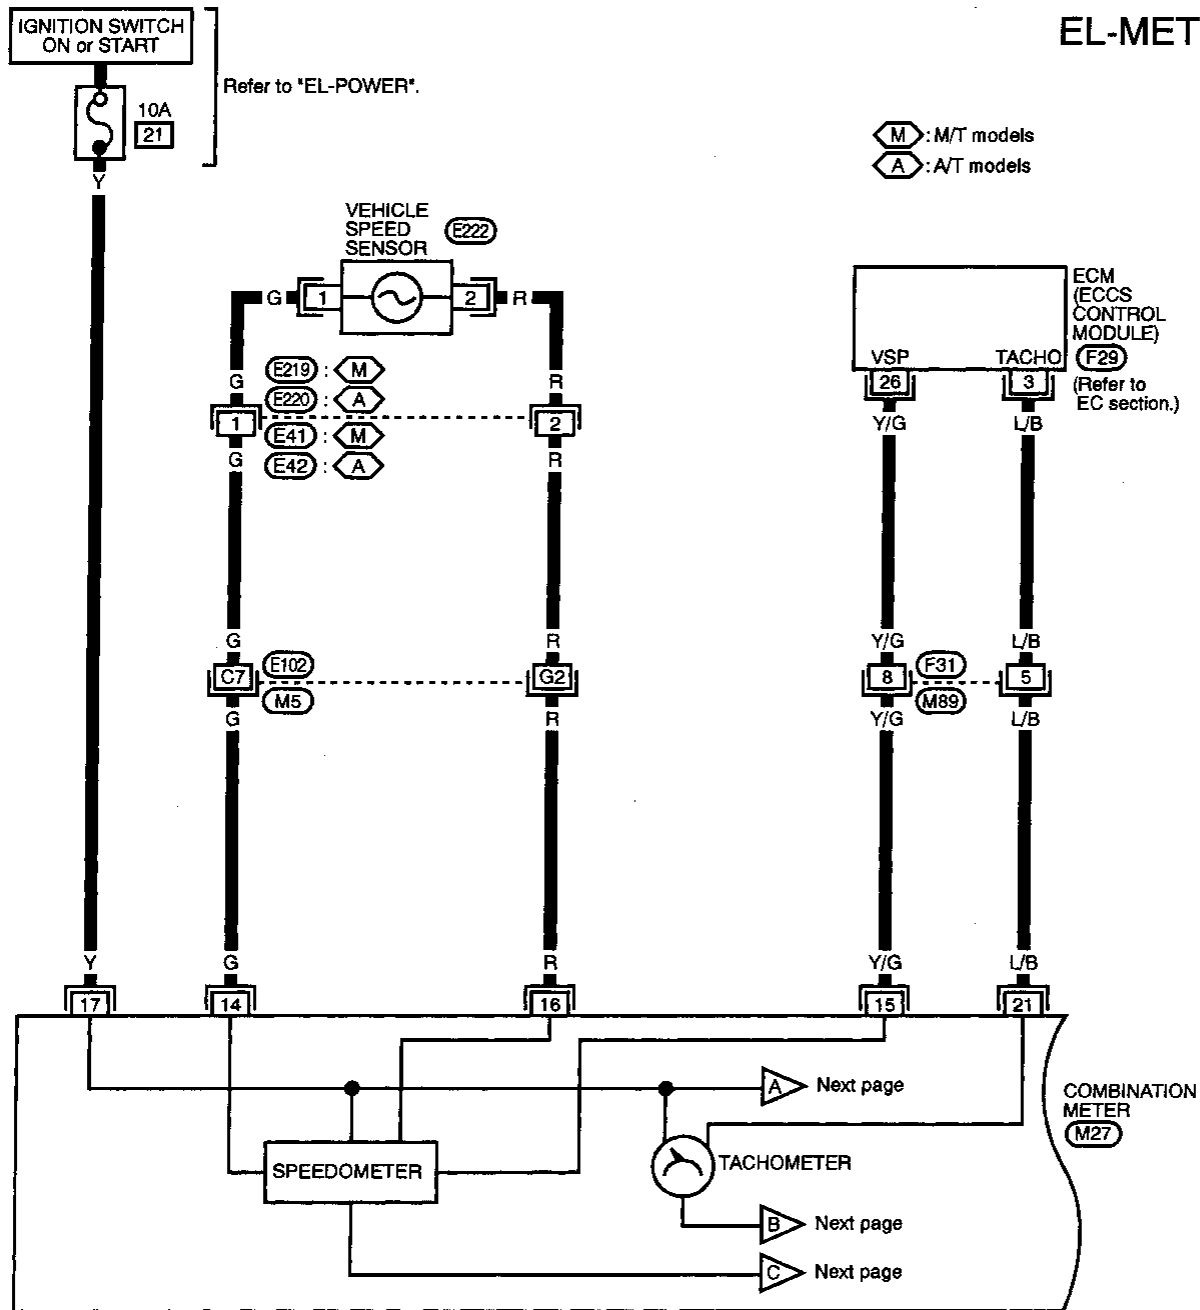 IGNITION SWITCH
ON or START
EL-MET
Refer to "EL-POWER".
10A
21
M : M/T models
A : A/T models
Y
VEHICLE
SPEED
SENSOR
E222
G 1 2 R
ECM
(ECCS
CONTROL
MODULE)
F29
(Refer to
EC section.)
VSP TACHO
26 3
Y/G L/B
G R
E219 : M
E220 : A
1 2
E41 : M
E42 : A
G R
G R Y/G L/B
C7 E102 G2 8 F31 5
M5 M89
G R Y/G L/B
Y G R Y/G L/B
17 14 16 15 21
A Next page
COMBINATION
METER
M27
SPEEDOMETER
TACHOMETER
B Next page
C Next page